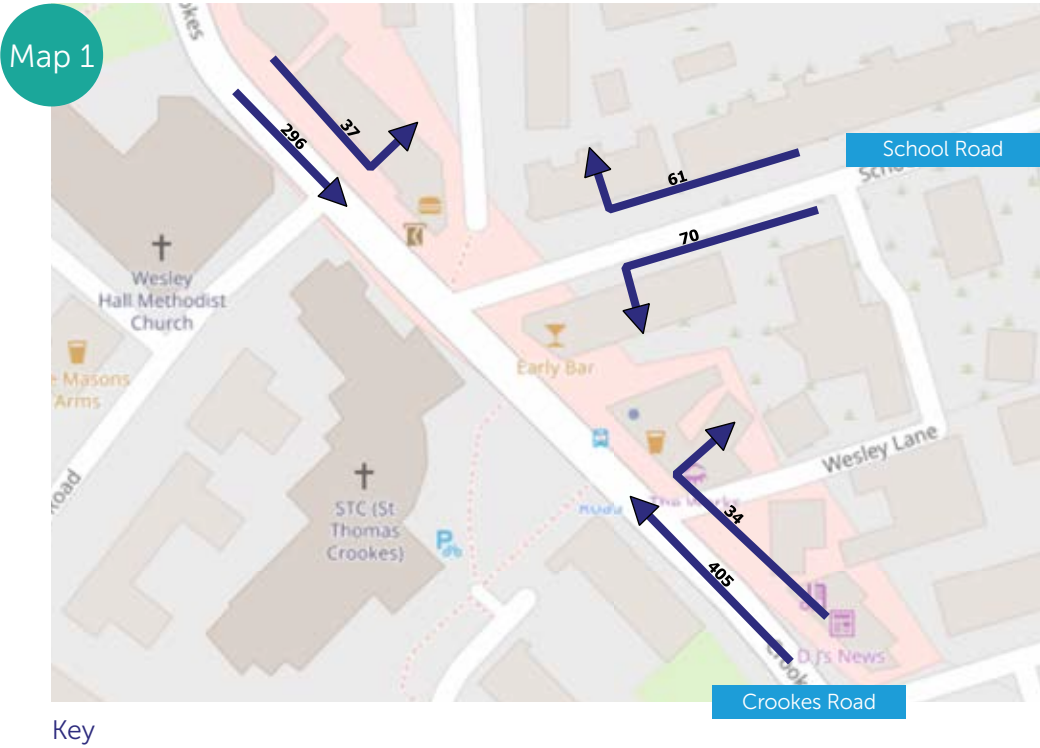 Map 1
296
37
61
School Road
70
Wesley
Hall Methodist
Church
Masons
Arms
Early Bar
Wesley Lane
STC (St
Thomas
Crookes)
P
34
405
D J's News
Crookes Road
Key